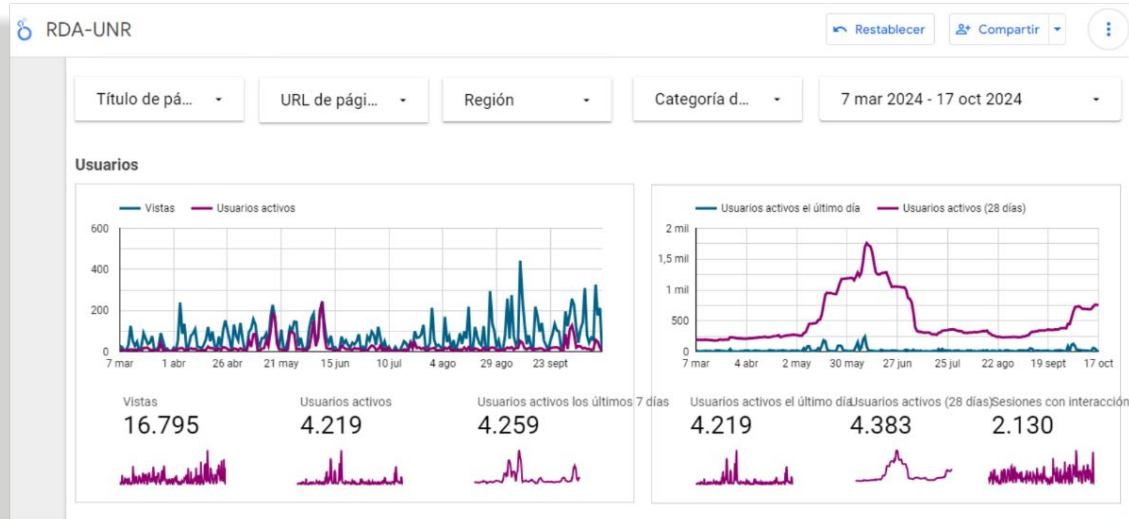 RDA-UNR
Restablecer
Compartir
Título de pá...
URL de pági...
Región
Categoría d...
7 mar 2024 - 17 oct 2024
Usuarios
Vistas Usuarios activos
600
400
200
0
7 mar 1 abr 26 abr 21 may 15 jun 10 jul 4 ago 29 ago 23 sept
Vistas
16.795
Usuarios activos
4.219
Usuarios activos los últimos 7 días
4.259
Usuarios activos el último día Usuarios activos (28 días)
2 mil
1,5 mil
1 mil
500
0
7 mar 4 abr 2 may 30 may 27 jun 25 jul 22 ago 19 sept 17 oct
Usuarios activos el último día
4.219
Usuarios activos (28 días)
4.383
Sesiones con interacción
2.130